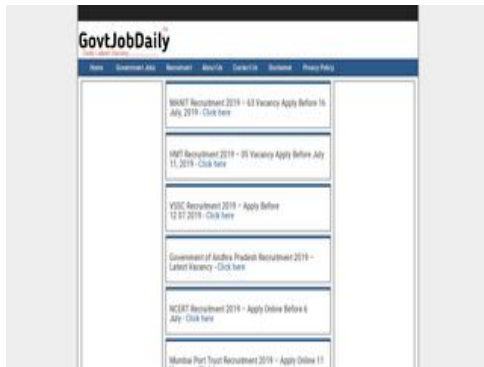 GovtJobDaily
Home Government Jobs Recruitment About Us Contact Us Disclaimer Privacy Policy
MANIT Recruitment 2019 – 63 Vacancy Apply Before 16
July, 2019 - Click here
HMT Recruitment 2019 – 05 Vacancy Apply Before July
11, 2019 - Click here
VSSC Recruitment 2019 – Apply Before
12.07.2019 - Click here
Government of Andhra Pradesh Recruitment 2019 –
Latest Vacancy - Click here
NCERT Recruitment 2019 – Apply Online Before 6
July - Click here
Mumbai Port Trust Recruitment 2019 – Apply Online 11